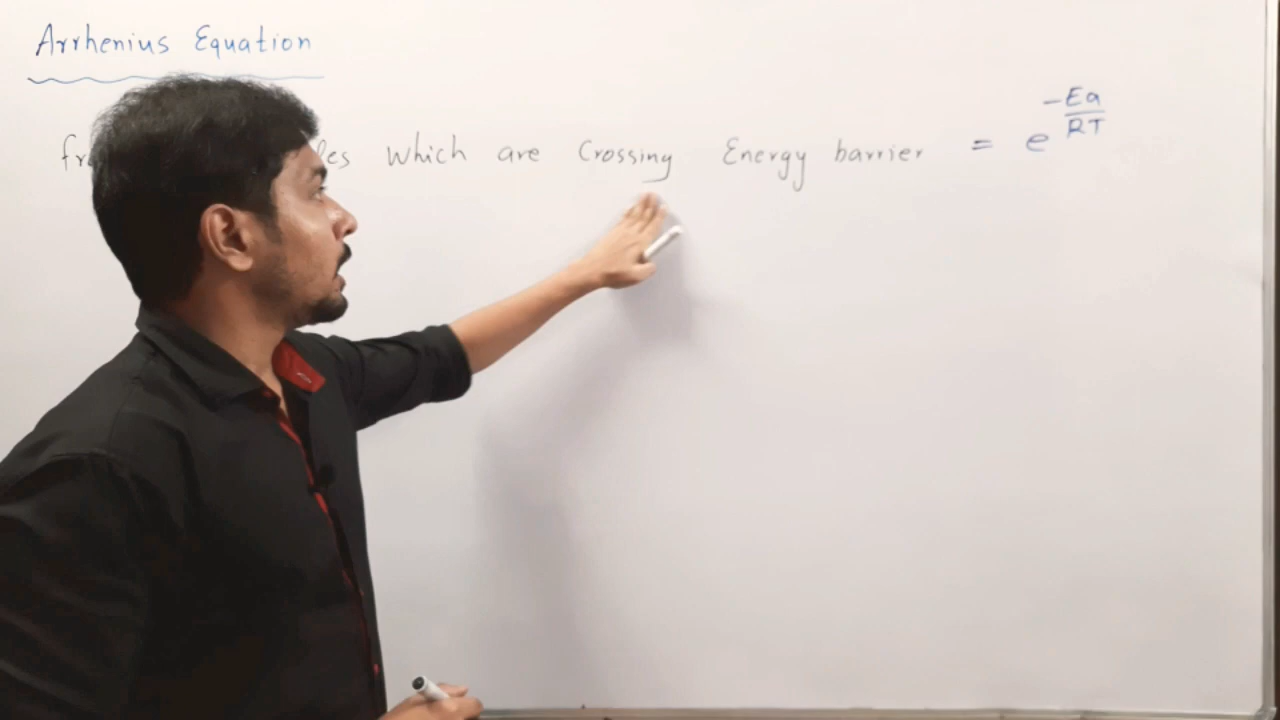 Arrhenius Equation
which are Crossing Energy barrier = e^(-Ea/RT)